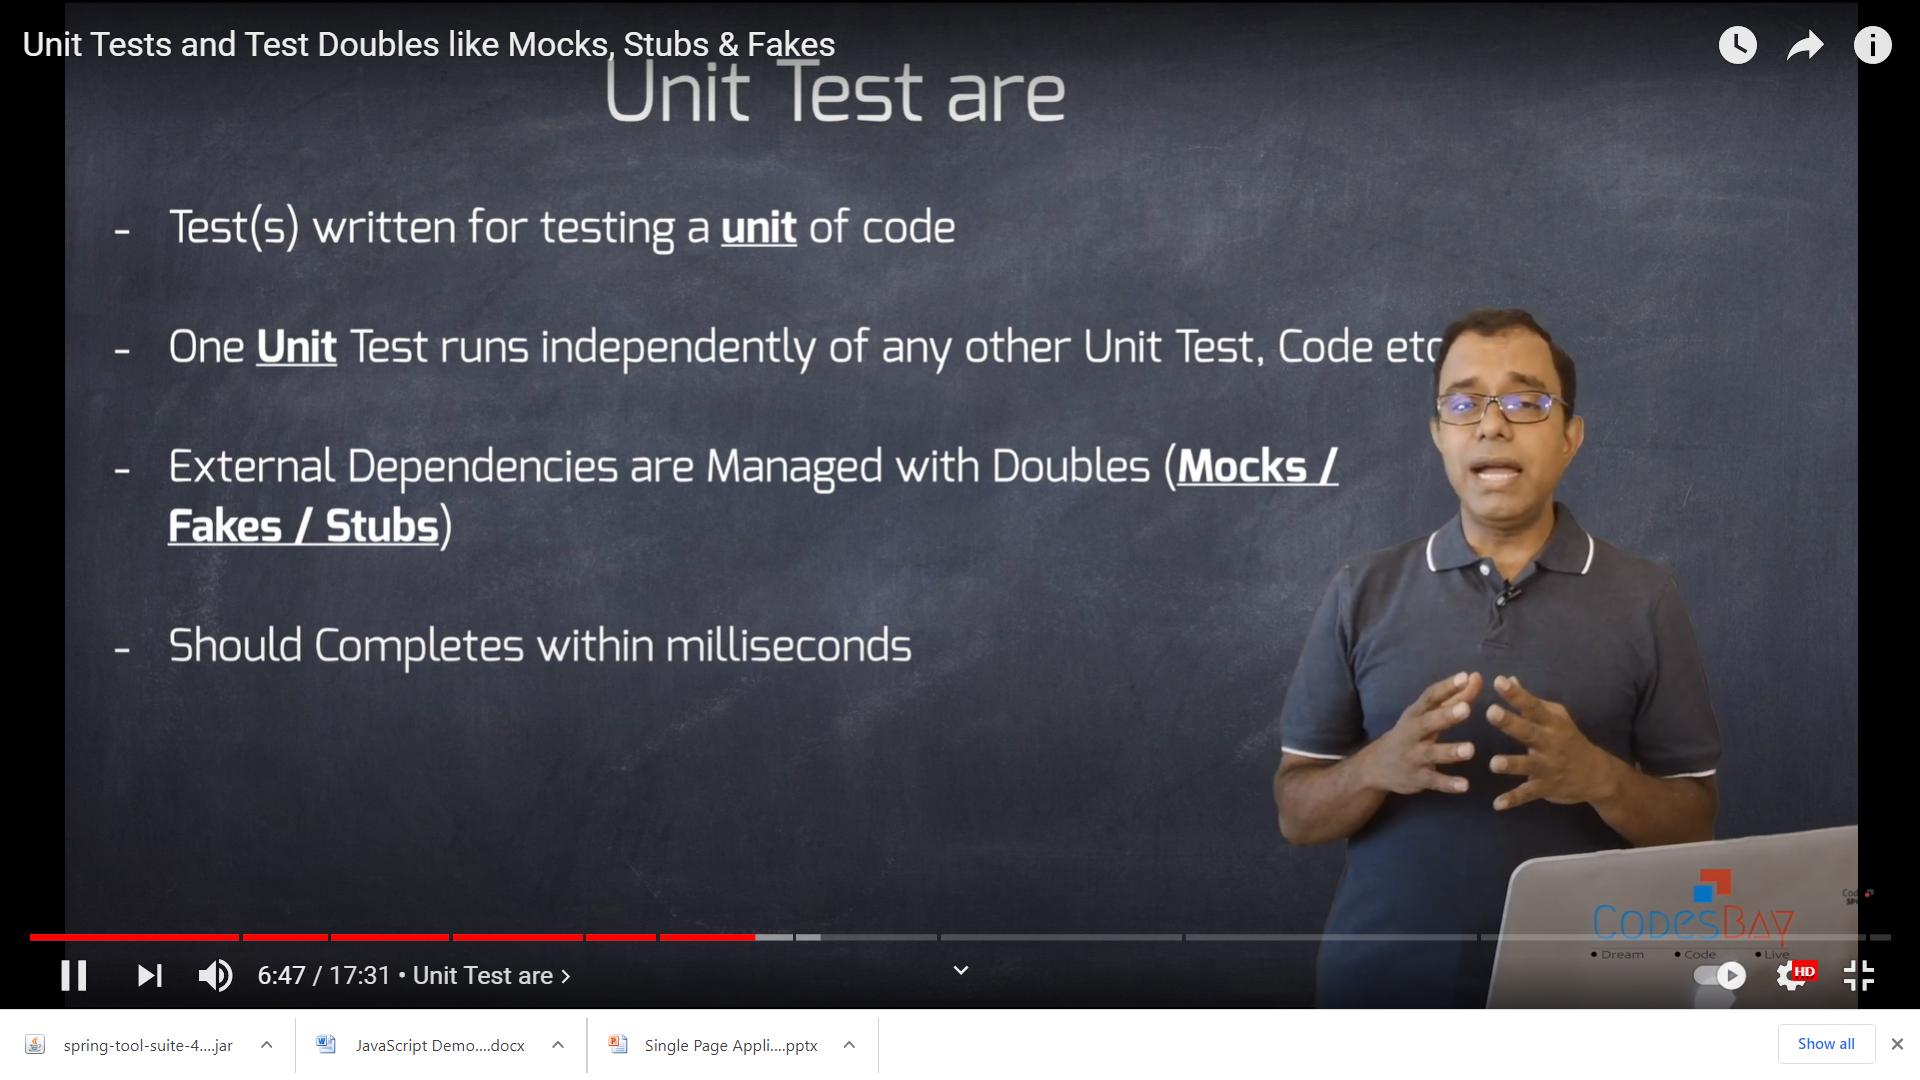 Unit Tests and Test Doubles like Mocks, Stubs & Fakes
Unit Test are
- Test(s) written for testing a unit of code
- One Unit Test runs independently of any other Unit Test, Code etc
- External Dependencies are Managed with Doubles (Mocks /
Fakes / Stubs)
- Should Completes within milliseconds
CODESBAY
• Dream • Code • Live
6:47 / 17:31 • Unit Test are
HD
spring-tool-suite-4....jar
JavaScript Demo....docx
Single Page Appli....pptx
Show all